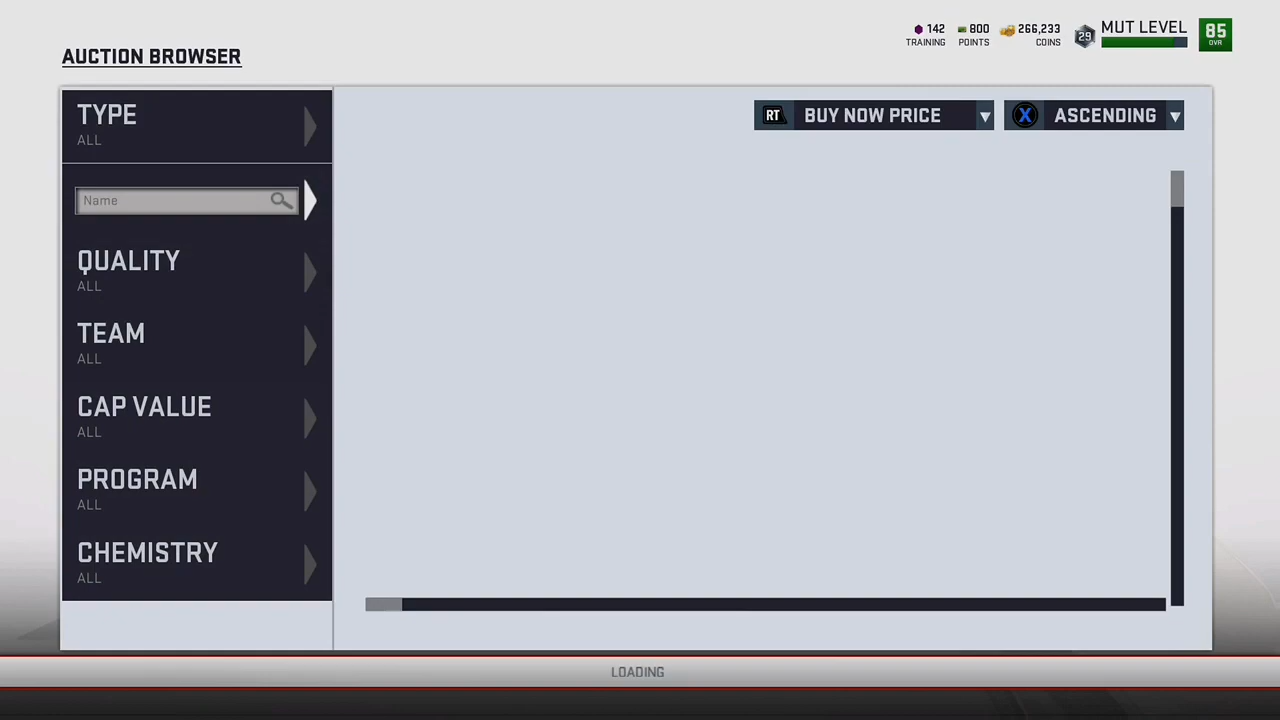 142
TRAINING
800
POINTS
266,233
COINS
29
MUT LEVEL
85
OVR
AUCTION BROWSER
TYPE
ALL
RT
BUY NOW PRICE
X
ASCENDING
Name
QUALITY
ALL
TEAM
ALL
CAP VALUE
ALL
PROGRAM
ALL
CHEMISTRY
ALL
LOADING